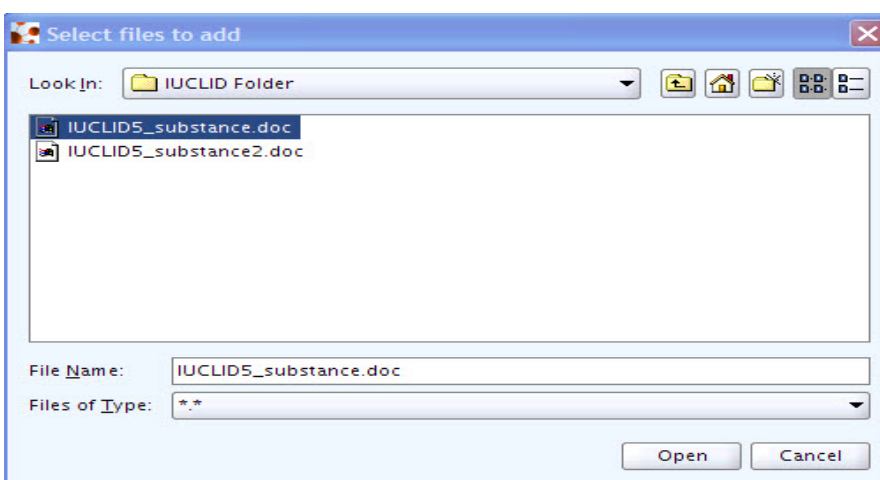 Select files to add
Look In: IUCLID Folder
IUCLID5_substance.doc
IUCLID5_substance2.doc
File Name: IUCLID5_substance.doc
Files of Type: *.*
Open Cancel